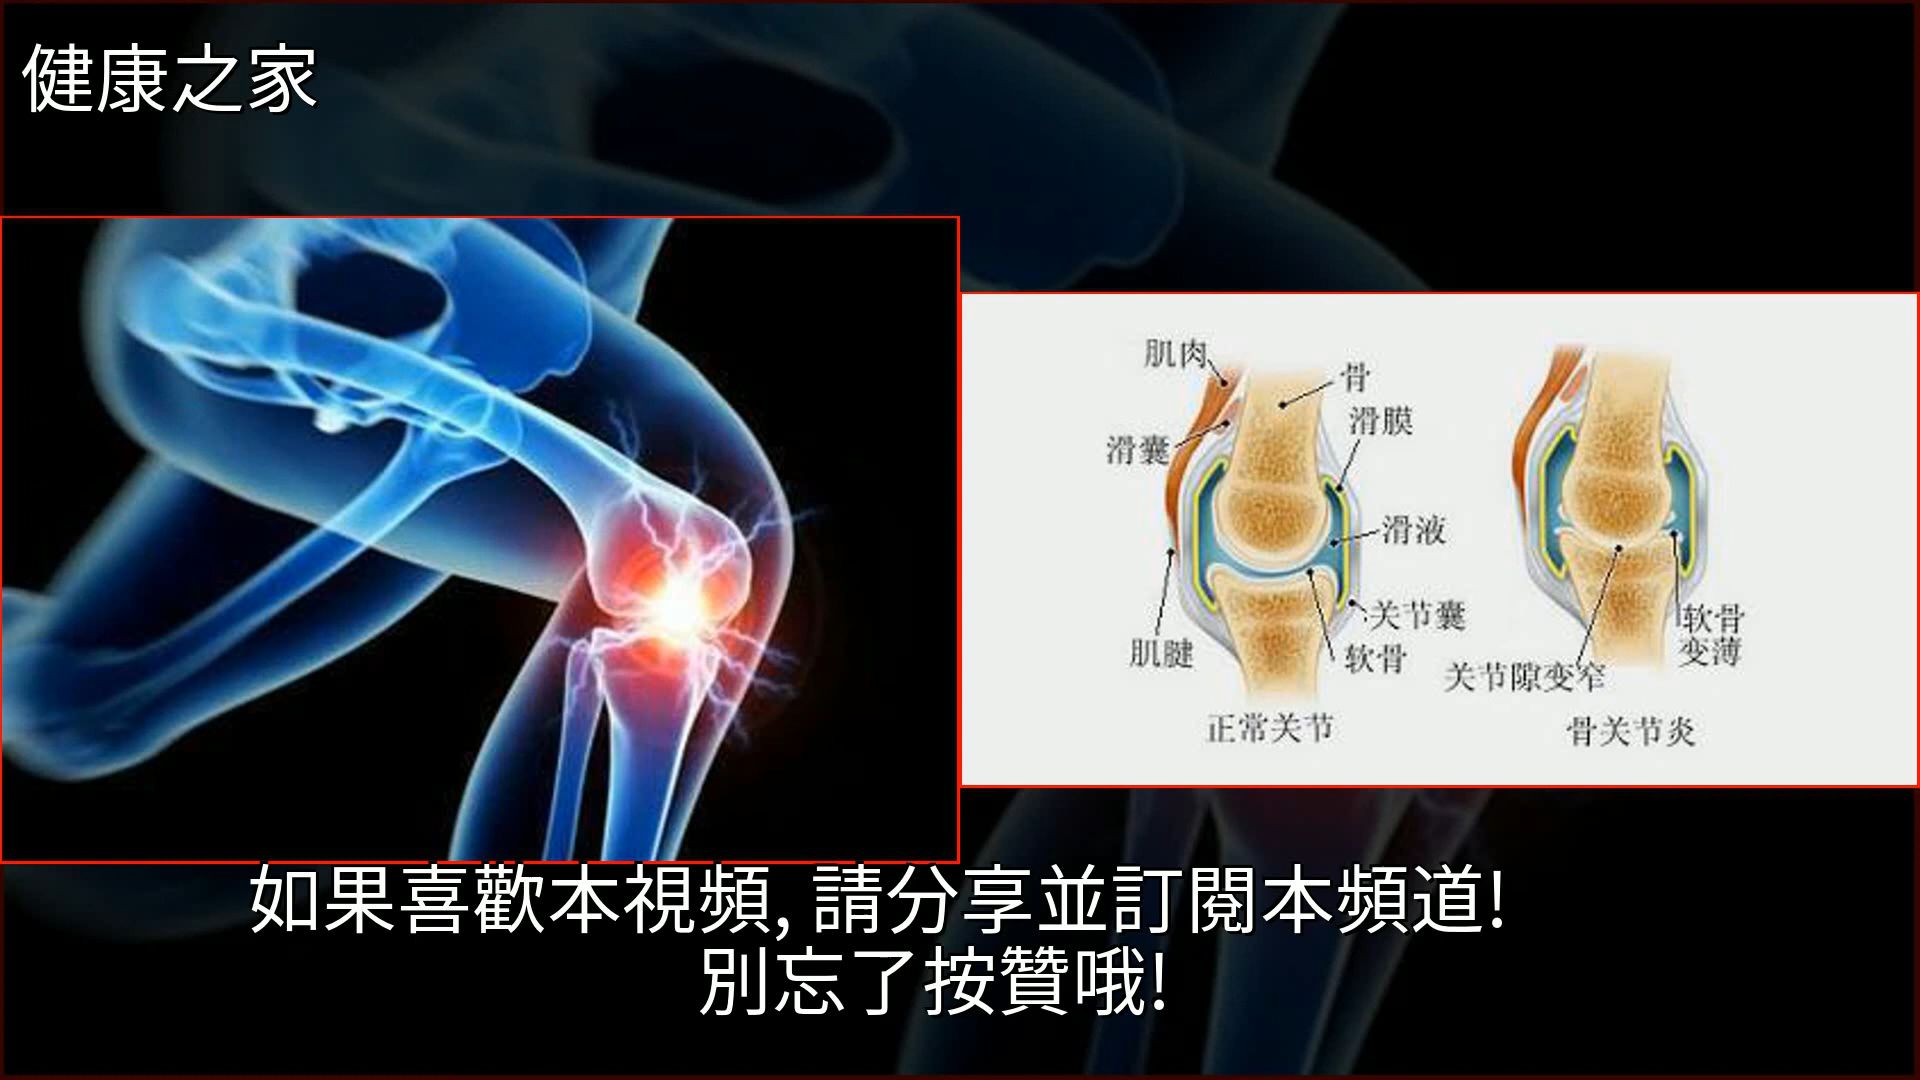 健康之家
肌肉
骨
滑膜
滑囊
滑液
关节囊
肌腱
软骨
正常关节
软骨
变薄
关节隙变窄
骨关节炎
如果喜歡本視頻, 請分享並訂閱本頻道!
別忘了按贊哦!